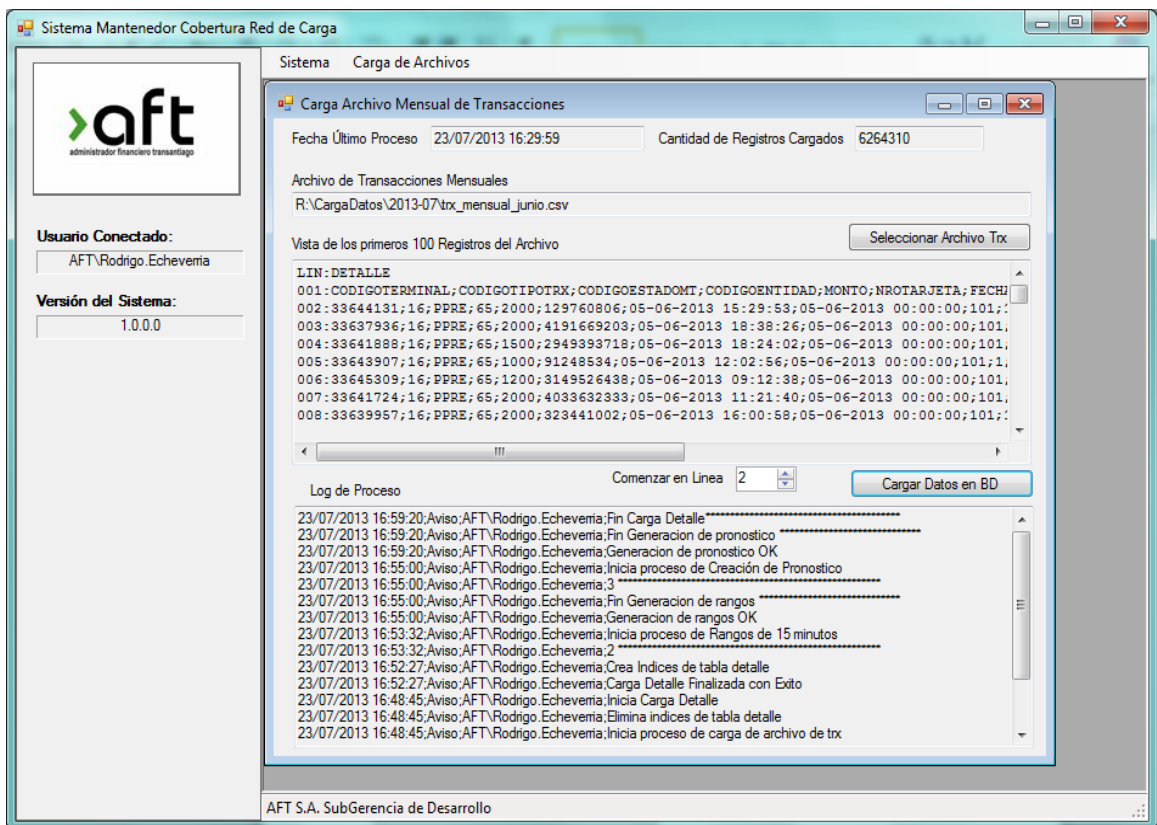 Sistema Mantenedor Cobertura Red de Carga
Sistema Carga de Archivos
>aft
administrador financiero transantiago
Usuario Conectado:
AFT\Rodrigo.Echeverria
Versión del Sistema:
1.0.0.0
Carga Archivo Mensual de Transacciones
Fecha Último Proceso 23/07/2013 16:29:59 Cantidad de Registros Cargados 6264310
Archivo de Transacciones Mensuales
R:\CargaDatos\2013-07\trx_mensual_junio.csv
Vista de los primeros 100 Registros del Archivo Seleccionar Archivo Trx
LIN:DETALLE
001:CODIGOTERMINAL;CODIGOTIPOTRX;CODIGOESTADOMT;CODIGOENTIDAD;MONTO;NROTARJETA;FECHA
002:33644131;16;PPRE;65;2000;129760806;05-06-2013 15:29:53;05-06-2013 00:00:00;101;1
003:33637936;16;PPRE;65;2000;4191669203;05-06-2013 18:38:26;05-06-2013 00:00:00;101;
004:33641888;16;PPRE;65;1500;2949393718;05-06-2013 18:24:02;05-06-2013 00:00:00;101;
005:33643907;16;PPRE;65;1000;91248534;05-06-2013 12:02:56;05-06-2013 00:00:00;101;1;
006:33645309;16;PPRE;65;1200;3149526438;05-06-2013 09:12:38;05-06-2013 00:00:00;101;
007:33641724;16;PPRE;65;2000;4033632333;05-06-2013 11:21:40;05-06-2013 00:00:00;101;
008:33639957;16;PPRE;65;2000;323441002;05-06-2013 16:00:58;05-06-2013 00:00:00;101;1
Comenzar en Linea 2 Cargar Datos en BD
Log de Proceso
23/07/2013 16:59:20;Aviso;AFT\Rodrigo.Echeverria;Fin Carga Detalle******************************************
23/07/2013 16:59:20;Aviso;AFT\Rodrigo.Echeverria;Fin Generacion de pronostico ******************************
23/07/2013 16:59:20;Aviso;AFT\Rodrigo.Echeverria;Generacion de pronostico OK
23/07/2013 16:55:00;Aviso;AFT\Rodrigo.Echeverria;Inicia proceso de Creación de Pronostico
23/07/2013 16:55:00;Aviso;AFT\Rodrigo.Echeverria;3 *********************************************************
23/07/2013 16:55:00;Aviso;AFT\Rodrigo.Echeverria;Fin Generacion de rangos ******************************
23/07/2013 16:55:00;Aviso;AFT\Rodrigo.Echeverria;Generacion de rangos OK
23/07/2013 16:53:32;Aviso;AFT\Rodrigo.Echeverria;Inicia proceso de Rangos de 15 minutos
23/07/2013 16:53:32;Aviso;AFT\Rodrigo.Echeverria;2 *********************************************************
23/07/2013 16:52:27;Aviso;AFT\Rodrigo.Echeverria;Crea Indices de tabla detalle
23/07/2013 16:52:27;Aviso;AFT\Rodrigo.Echeverria;Carga Detalle Finalizada con Exito
23/07/2013 16:48:45;Aviso;AFT\Rodrigo.Echeverria;Inicia Carga Detalle
23/07/2013 16:48:45;Aviso;AFT\Rodrigo.Echeverria;Elimina indices de tabla detalle
23/07/2013 16:48:45;Aviso;AFT\Rodrigo.Echeverria;Inicia proceso de carga de archivo de trx
AFT S.A. SubGerencia de Desarrollo